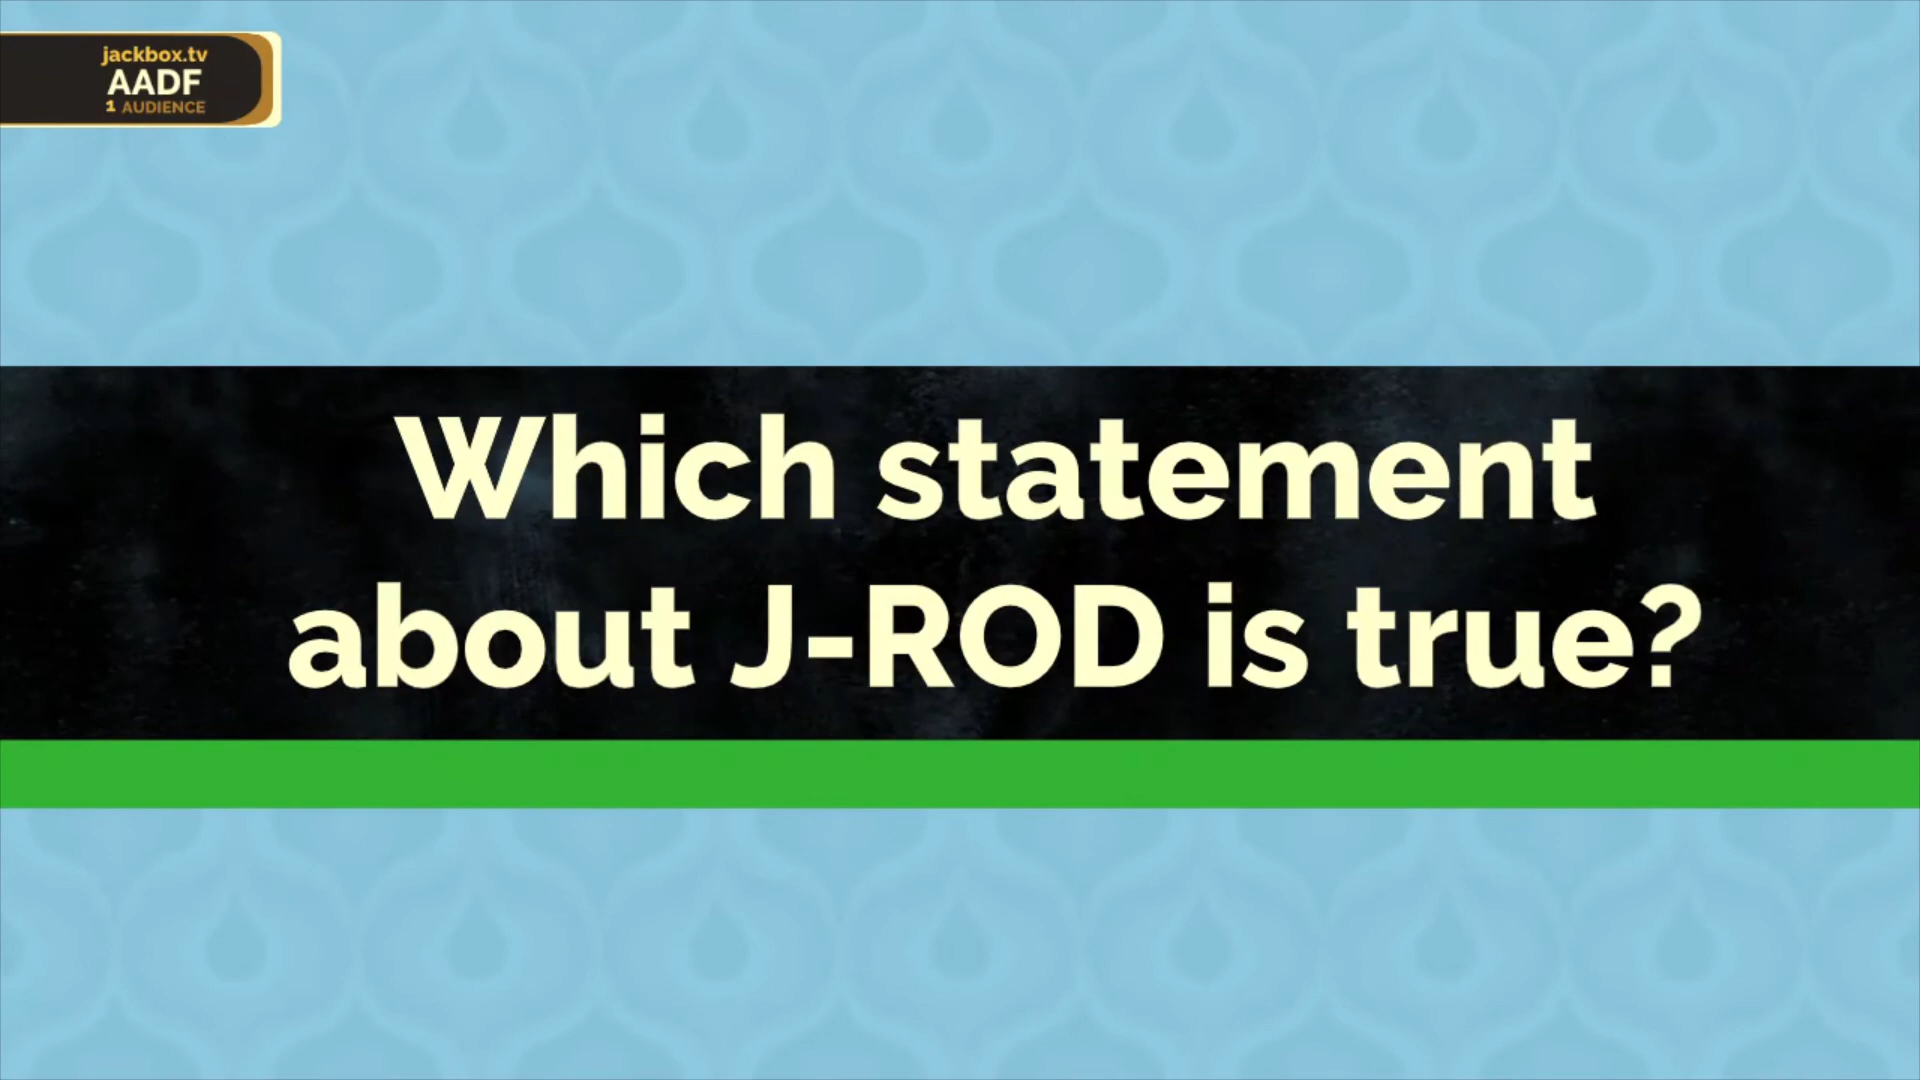 jackbox.tv
AADF
1 AUDIENCE
Which statement
about J-ROD is true?